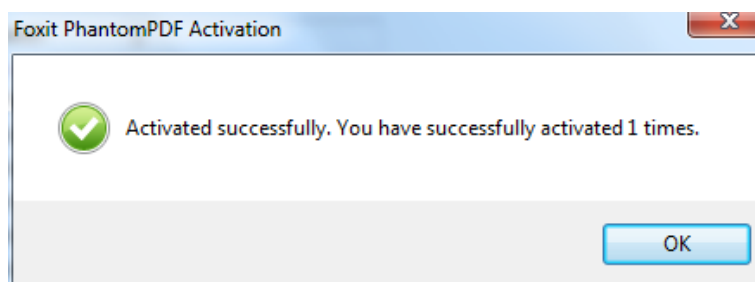 Foxit PhantomPDF Activation
Activated successfully. You have successfully activated 1 times.
OK